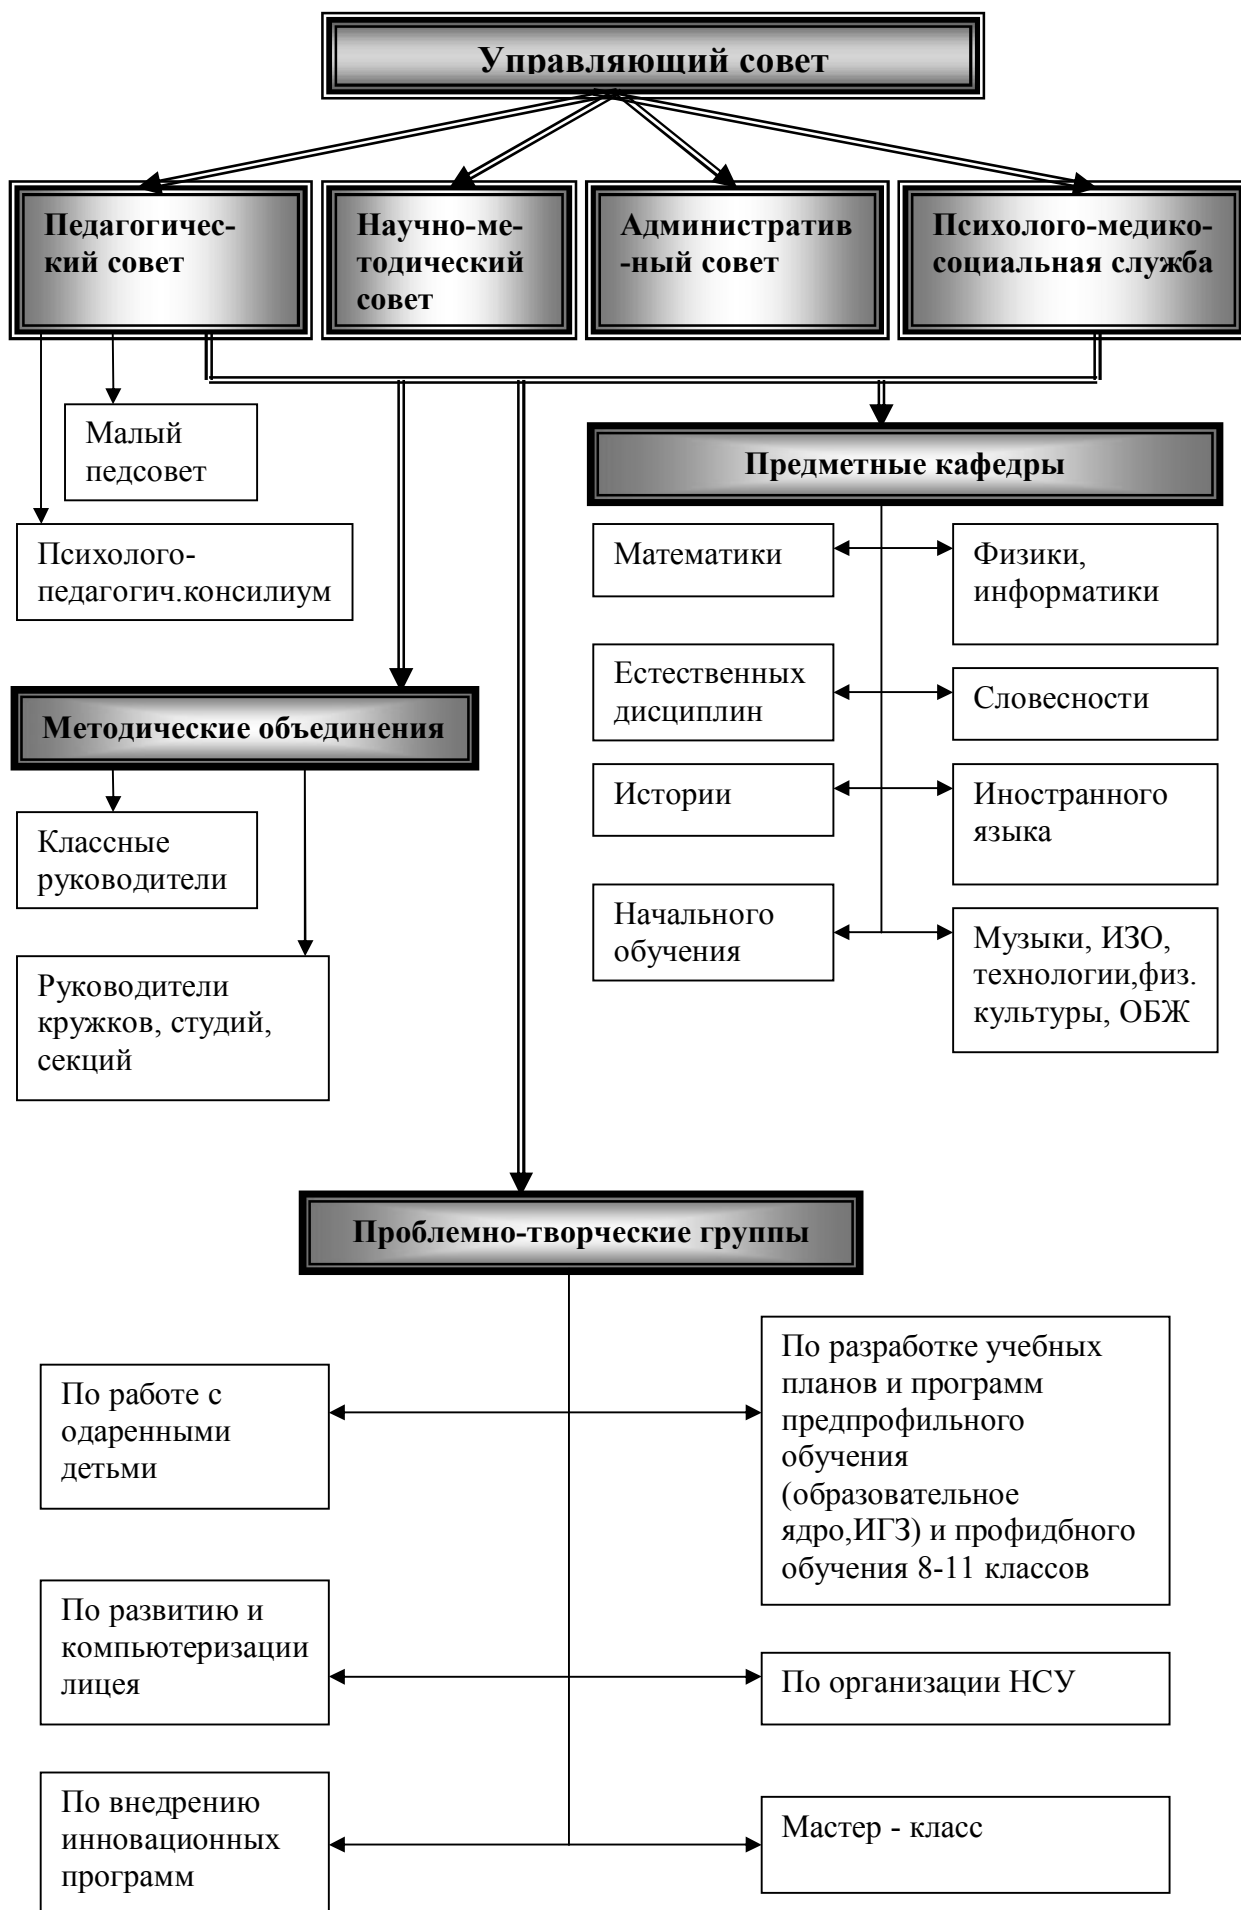 Управляющий совет
Педагогичес-
кий совет
Научно-ме-
тодический
совет
Административ
-ный совет
Психолого-медико-
социальная служба
Малый
педсовет
Психолого-
педагогич.консилиум
Предметные кафедры
Математики
Физики,
информатики
Естественных
дисциплин
Словесности
Истории
Иностранного
языка
Начального
обучения
Музыки, ИЗО,
технологии,физ.
культуры, ОБЖ
Методические объединения
Классные
руководители
Руководители
кружков, студий,
секций
Проблемно-творческие группы
По работе с
одаренными
детьми
По разработке учебных
планов и программ
предпрофильного
обучения
(образовательное
ядро,ИГЗ) и профидбного
обучения 8-11 классов
По развитию и
компьютеризации
лицея
По организации НСУ
По внедрению
инновационных
программ
Мастер - класс